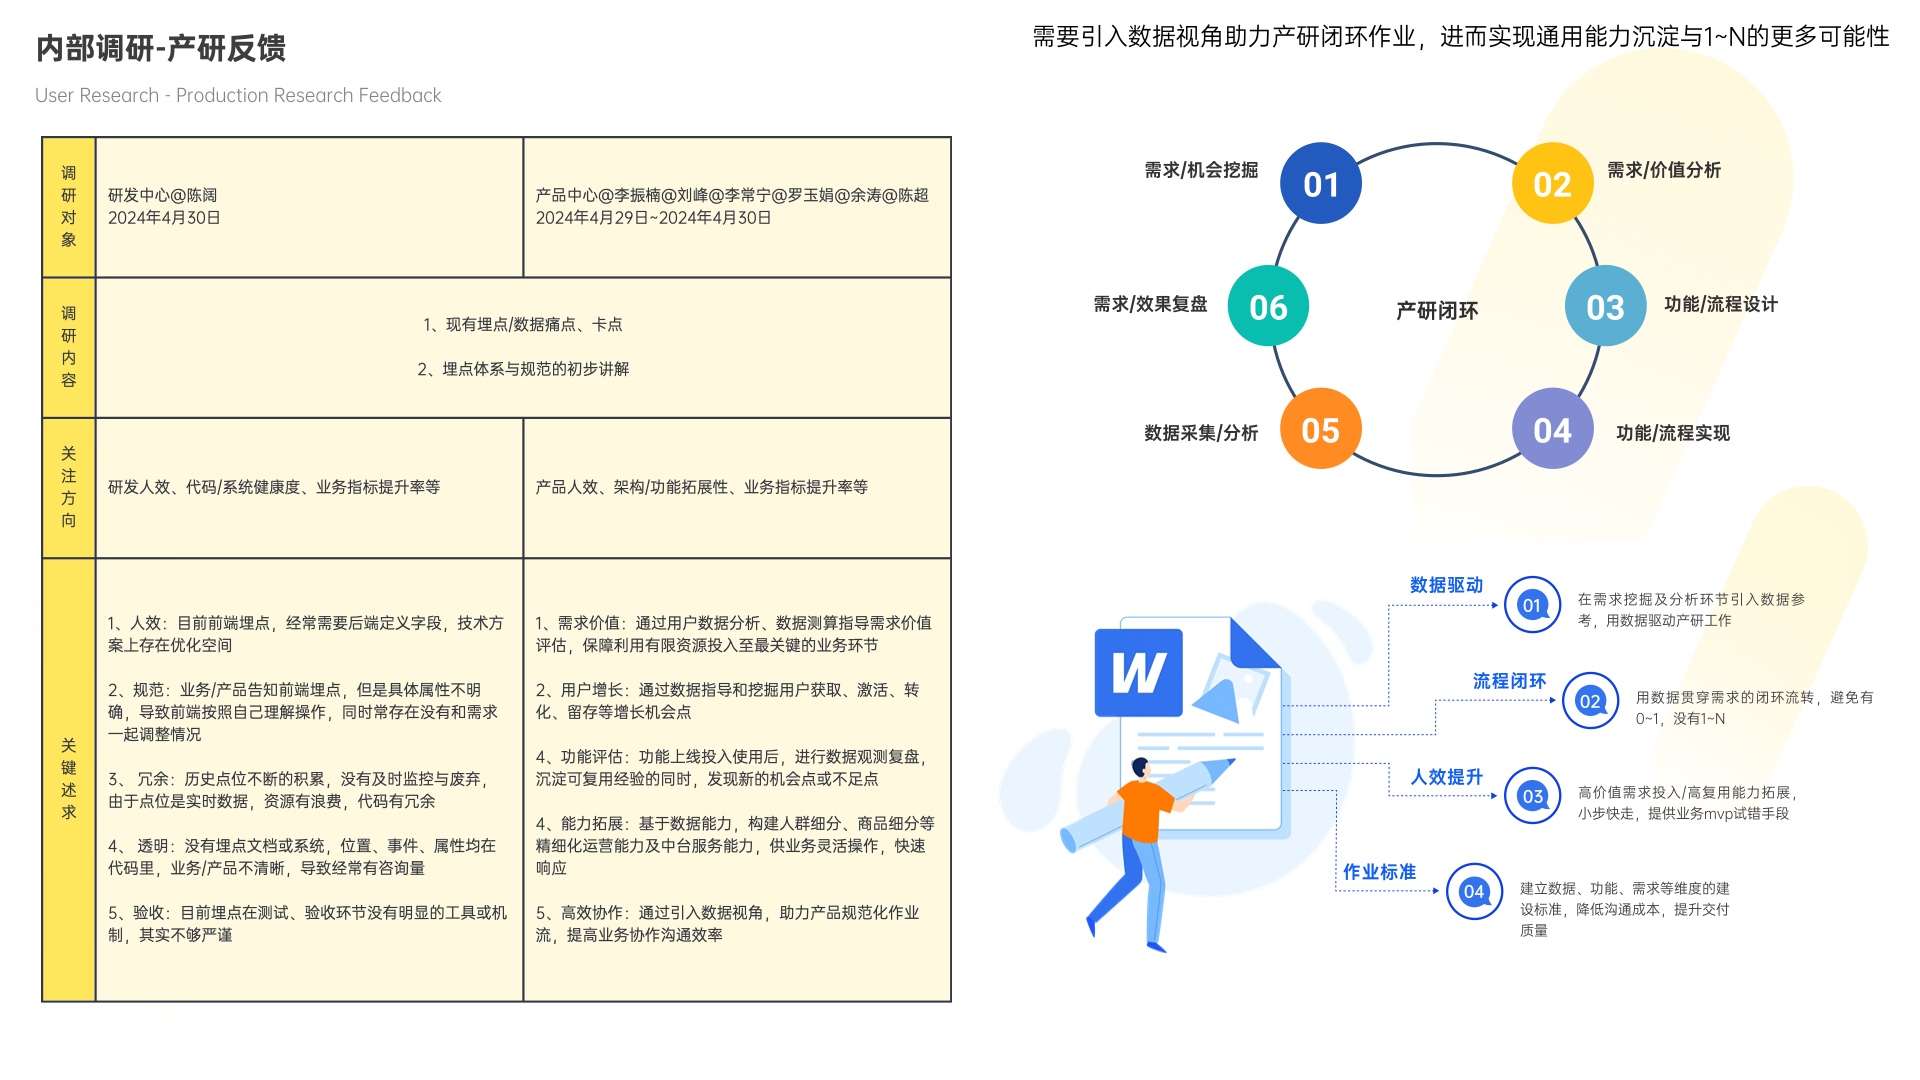 内部调研-产研反馈
User Research - Production Research Feedback
需要引入数据视角助力产研闭环作业，进而实现通用能力沉淀与1~N的更多可能性
调
研
对
象
研发中心@陈阔
2024年4月30日
产品中心@李振楠@刘峰@李常宁@罗玉娟@余涛@陈超
2024年4月29日~2024年4月30日
调
研
内
容
1、现有埋点/数据痛点、卡点
2、埋点体系与规范的初步讲解
关
注
方
向
研发人效、代码/系统健康度、业务指标提升率等
产品人效、架构/功能拓展性、业务指标提升率等
关
键
述
求
1、人效：目前前端埋点，经常需要后端定义字段，技术方
案上存在优化空间
2、规范：业务/产品告知前端埋点，但是具体属性不明
确，导致前端按照自己理解操作，同时常存在没有和需求
一起调整情况
3、 冗余：历史点位不断的积累，没有及时监控与废弃，
由于点位是实时数据，资源有浪费，代码有冗余
4、 透明：没有埋点文档或系统，位置、事件、属性均在
代码里，业务/产品不清晰，导致经常有咨询量
5、验收：目前埋点在测试、验收环节没有明显的工具或机
制，其实不够严谨
1、需求价值：通过用户数据分析、数据测算指导需求价值
评估，保障利用有限资源投入至最关键的业务环节
2、用户增长：通过数据指导和挖掘用户获取、激活、转
化、留存等增长机会点
4、功能评估：功能上线投入使用后，进行数据观测复盘，
沉淀可复用经验的同时，发现新的机会点或不足点
4、能力拓展：基于数据能力，构建人群细分、商品细分等
精细化运营能力及中台服务能力，供业务灵活操作，快速
响应
5、高效协作：通过引入数据视角，助力产品规范化作业
流，提高业务协作沟通效率
需求/机会挖掘
01
02
需求/价值分析
需求/效果复盘
06
产研闭环
03
功能/流程设计
数据采集/分析
05
04
功能/流程实现
W
数据驱动
01
在需求挖掘及分析环节引入数据参
考，用数据驱动产研工作
流程闭环
02
用数据贯穿需求的闭环流转，避免有
0~1，没有1~N
人效提升
03
高价值需求投入/高复用能力拓展，
小步快走，提供业务mvp试错手段
作业标准
04
建立数据、功能、需求等维度的建
设标准，降低沟通成本，提升交付
质量